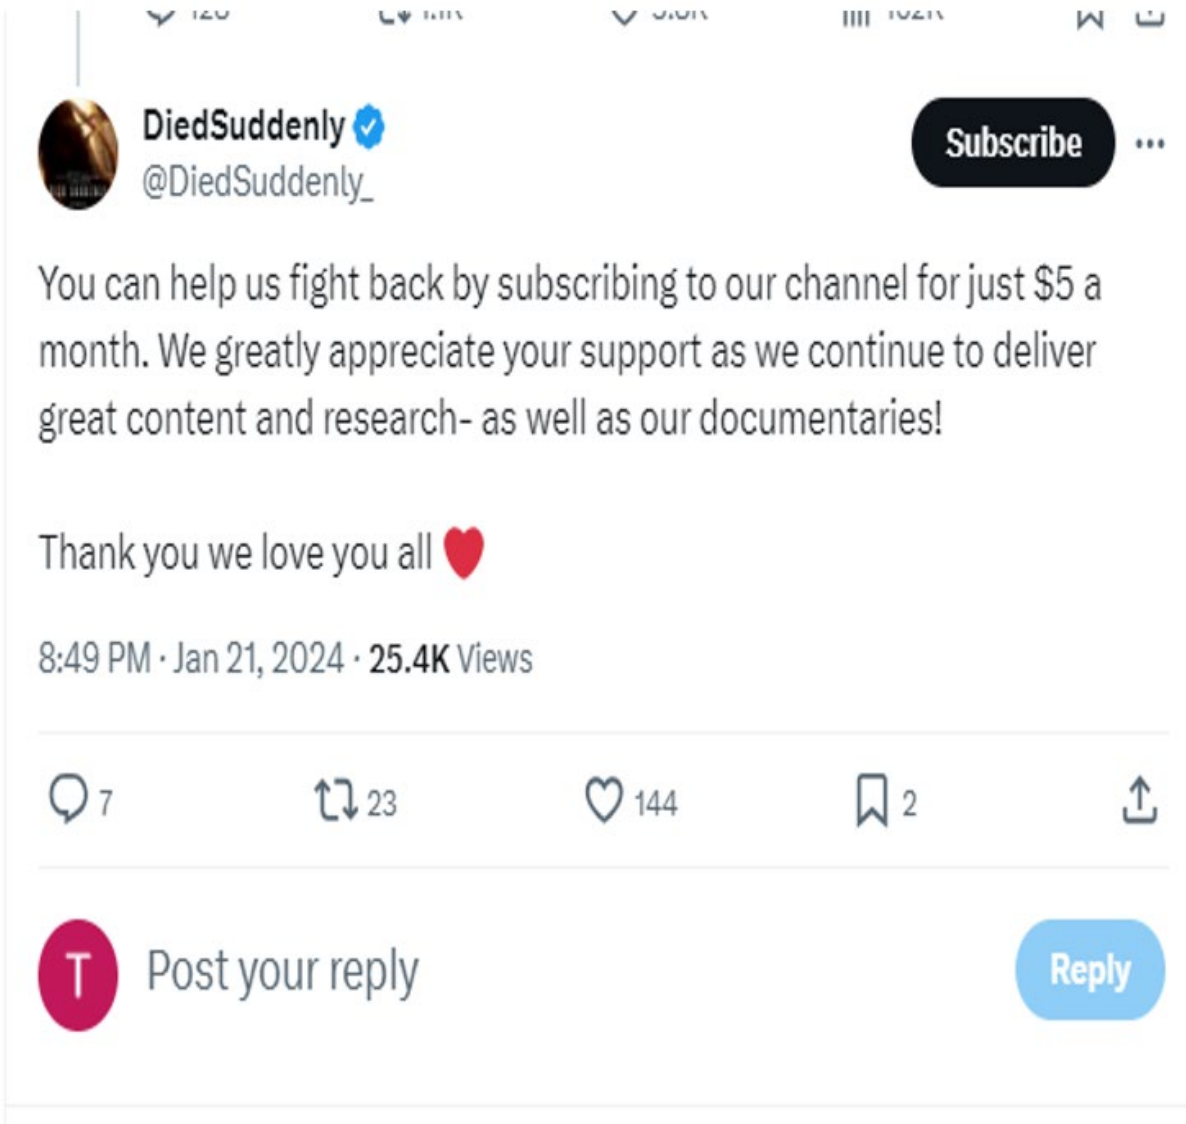 DiedSuddenly
Subscribe
@DiedSuddenly_
You can help us fight back by subscribing to our channel for just $5 a
month. We greatly appreciate your support as we continue to deliver
great content and research- as well as our documentaries!
Thank you we love you all
8:49 PM · Jan 21, 2024 · 25.4K Views
7 23 144 2
T Post your reply Reply